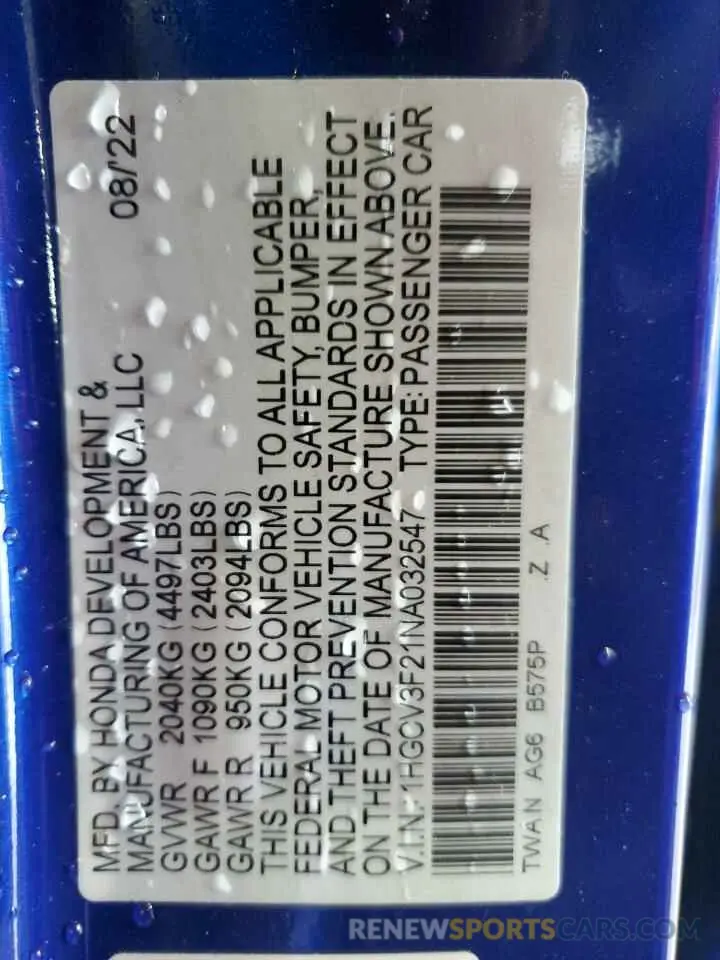 MFD. BY HONDA DEVELOPMENT &
MANUFACTURING OF AMERICA, LLC 08/'22
GVWR 2040KG (4497LBS)
GAWR F 1090KG (2403LBS)
GAWR R 950KG (2094LBS)
THIS VEHICLE CONFORMS TO ALL APPLICABLE
FEDERAL MOTOR VEHICLE SAFETY, BUMPER,
AND THEFT PREVENTION STANDARDS IN EFFECT
ON THE DATE OF MANUFACTURE SHOWN ABOVE.
V.I.N.: 1HGCV3F21NA032547 TYPE: PASSENGER CAR
TWA N AG6 B575P .Z .A
RENEWSPORTSCARS.COM